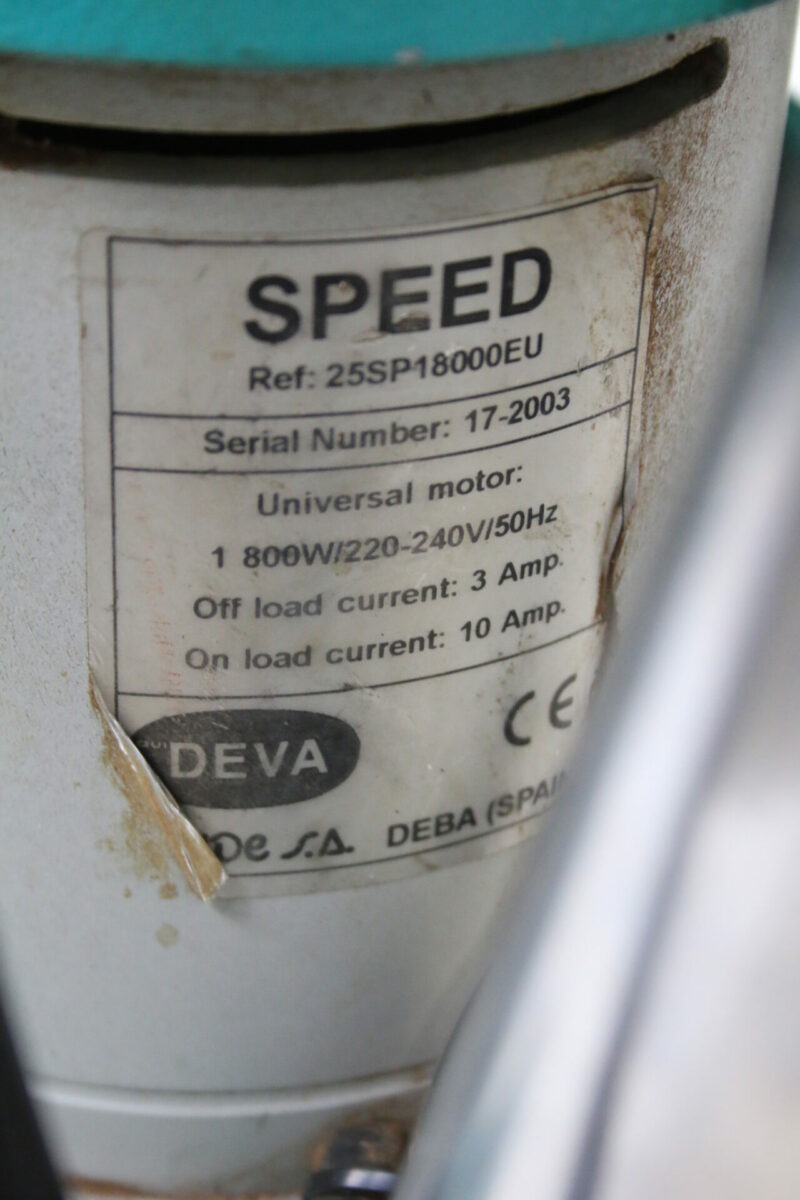 SPEED
Ref: 25SP18000EU
Serial Number: 17-2003
Universal motor:
1 800W/220-240V/50Hz
Off load current: 3 Amp.
On load current: 10 Amp.
CE
DEVA
S.A. DEBA (SPAIN